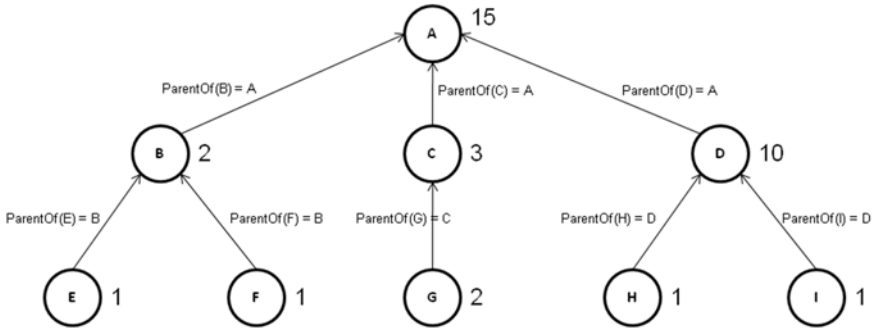 A 15
ParentOf(B) = A
ParentOf(C) = A
ParentOf(D) = A
B 2
C 3
D 10
ParentOf(E) = B
ParentOf(F) = B
ParentOf(G) = C
ParentOf(H) = D
ParentOf(I) = D
E 1
F 1
G 2
H 1
I 1